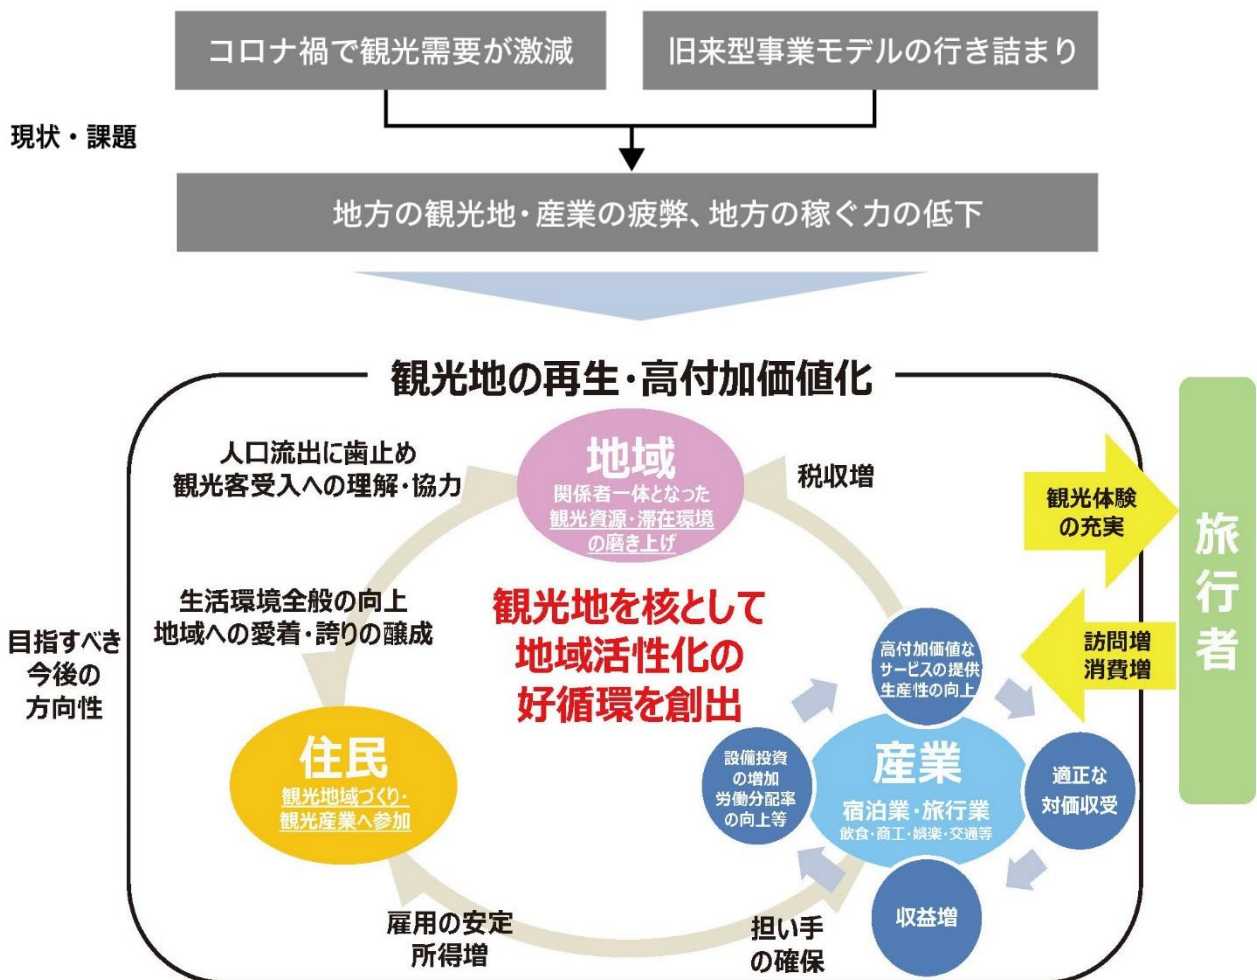 コロナ禍で観光需要が激減
旧来型事業モデルの行き詰まり
現状・課題
地方の観光地・産業の疲弊、地方の稼ぐ力の低下
観光地の再生・高付加価値化
地域
関係者一体となった
観光資源・滞在環境
の磨き上げ
人口流出に歯止め
観光客受入への理解・協力
税収増
観光体験
の充実
旅行者
生活環境全般の向上
地域への愛着・誇りの醸成
観光地を核として
地域活性化の
好循環を創出
目指すべき
今後の
方向性
高付加価値な
サービスの提供
生産性の向上
訪問増
消費増
住民
観光地域づくり・
観光産業へ参加
設備投資
の増加
労働分配率
の向上等
産業
宿泊業・旅行業
飲食・商工・娯楽・交通等
適正な
対価収受
収益増
雇用の安定
所得増
担い手
の確保